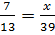 7/13 = x/39